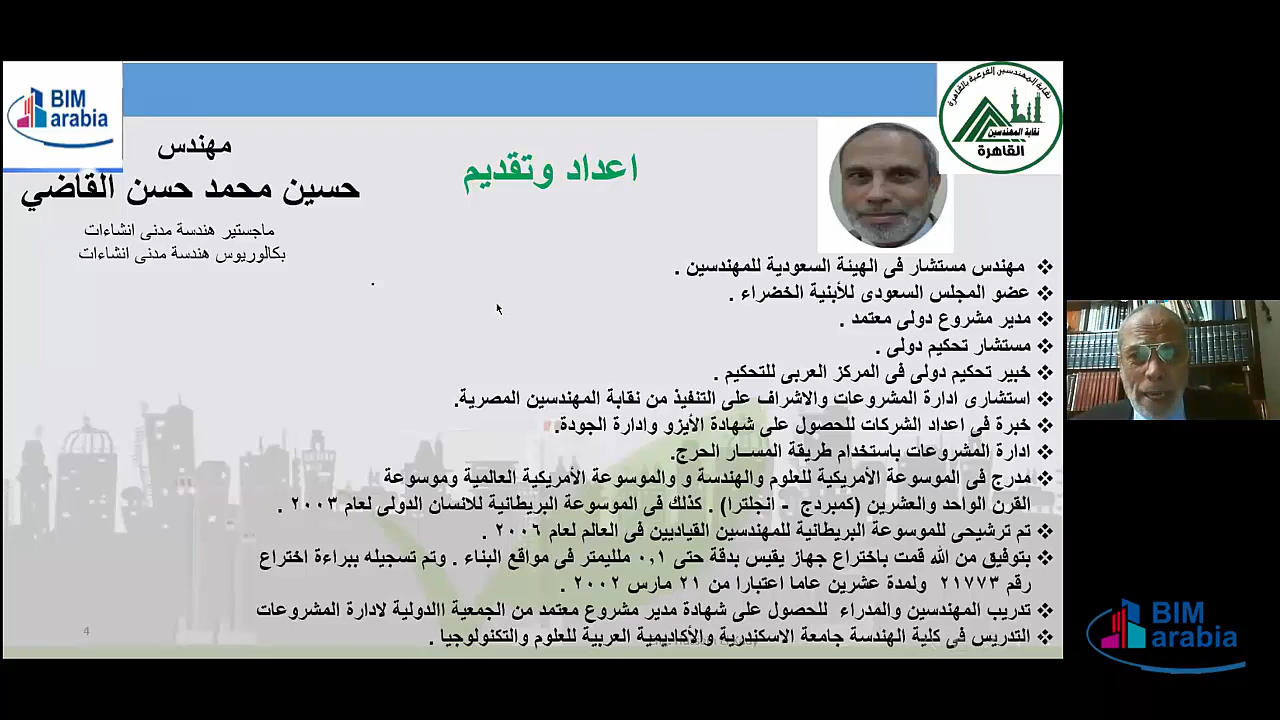 BIM
arabia
نقابة المهندسين الفرعية بالقاهرة
نقابة المهندسين
القاهرة
مهندس
حسين محمد حسن القاضي
ماجستير هندسة مدنى انشاءات
بكالوريوس هندسة مدنى انشاءات
اعداد وتقديم
❖ مهندس مستشار فى الهيئة السعودية للمهندسين .
❖ عضو المجلس السعودى للأبنية الخضراء .
❖ مدير مشروع دولى معتمد .
❖ مستشار تحكيم دولى .
❖ خبير تحكيم دولى فى المركز العربى للتحكيم .
❖ استشارى ادارة المشروعات والاشراف على التنفيذ من نقابة المهندسين المصرية.
❖ خبرة فى اعداد الشركات للحصول على شهادة الأيزو وادارة الجودة.
❖ ادارة المشروعات باستخدام طريقة المســار الحرج.
❖ مدرج فى الموسوعة الأمريكية للعلوم والهندسة و والموسوعة الأمريكية العالمية وموسوعة
القرن الواحد والعشرين (كمبردج - انجلترا) . كذلك فى الموسوعة البريطانية للانسان الدولى لعام ٢٠٠٣ .
❖ تم ترشيحى للموسوعة البريطانية للمهندسين القياديين فى العالم لعام ٢٠٠٦ .
❖ بتوفيق من الله قمت باختراع جهاز يقيس بدقة حتى ٠,١ ملليمتر فى مواقع البناء . وتم تسجيله ببراءة اختراع
رقم ٢١٧٧٣ ولمدة عشرين عاما اعتبارا من ٢١ مارس ٢٠٠٢ .
❖ تدريب المهندسين والمدراء للحصول على شهادة مدير مشروع معتمد من الجمعية االدولية لادارة المشروعات
❖ التدريس فى كلية الهندسة جامعة الاسكندرية والأكاديمية العربية للعلوم والتكنولوجيا .
4
BIM
arabia